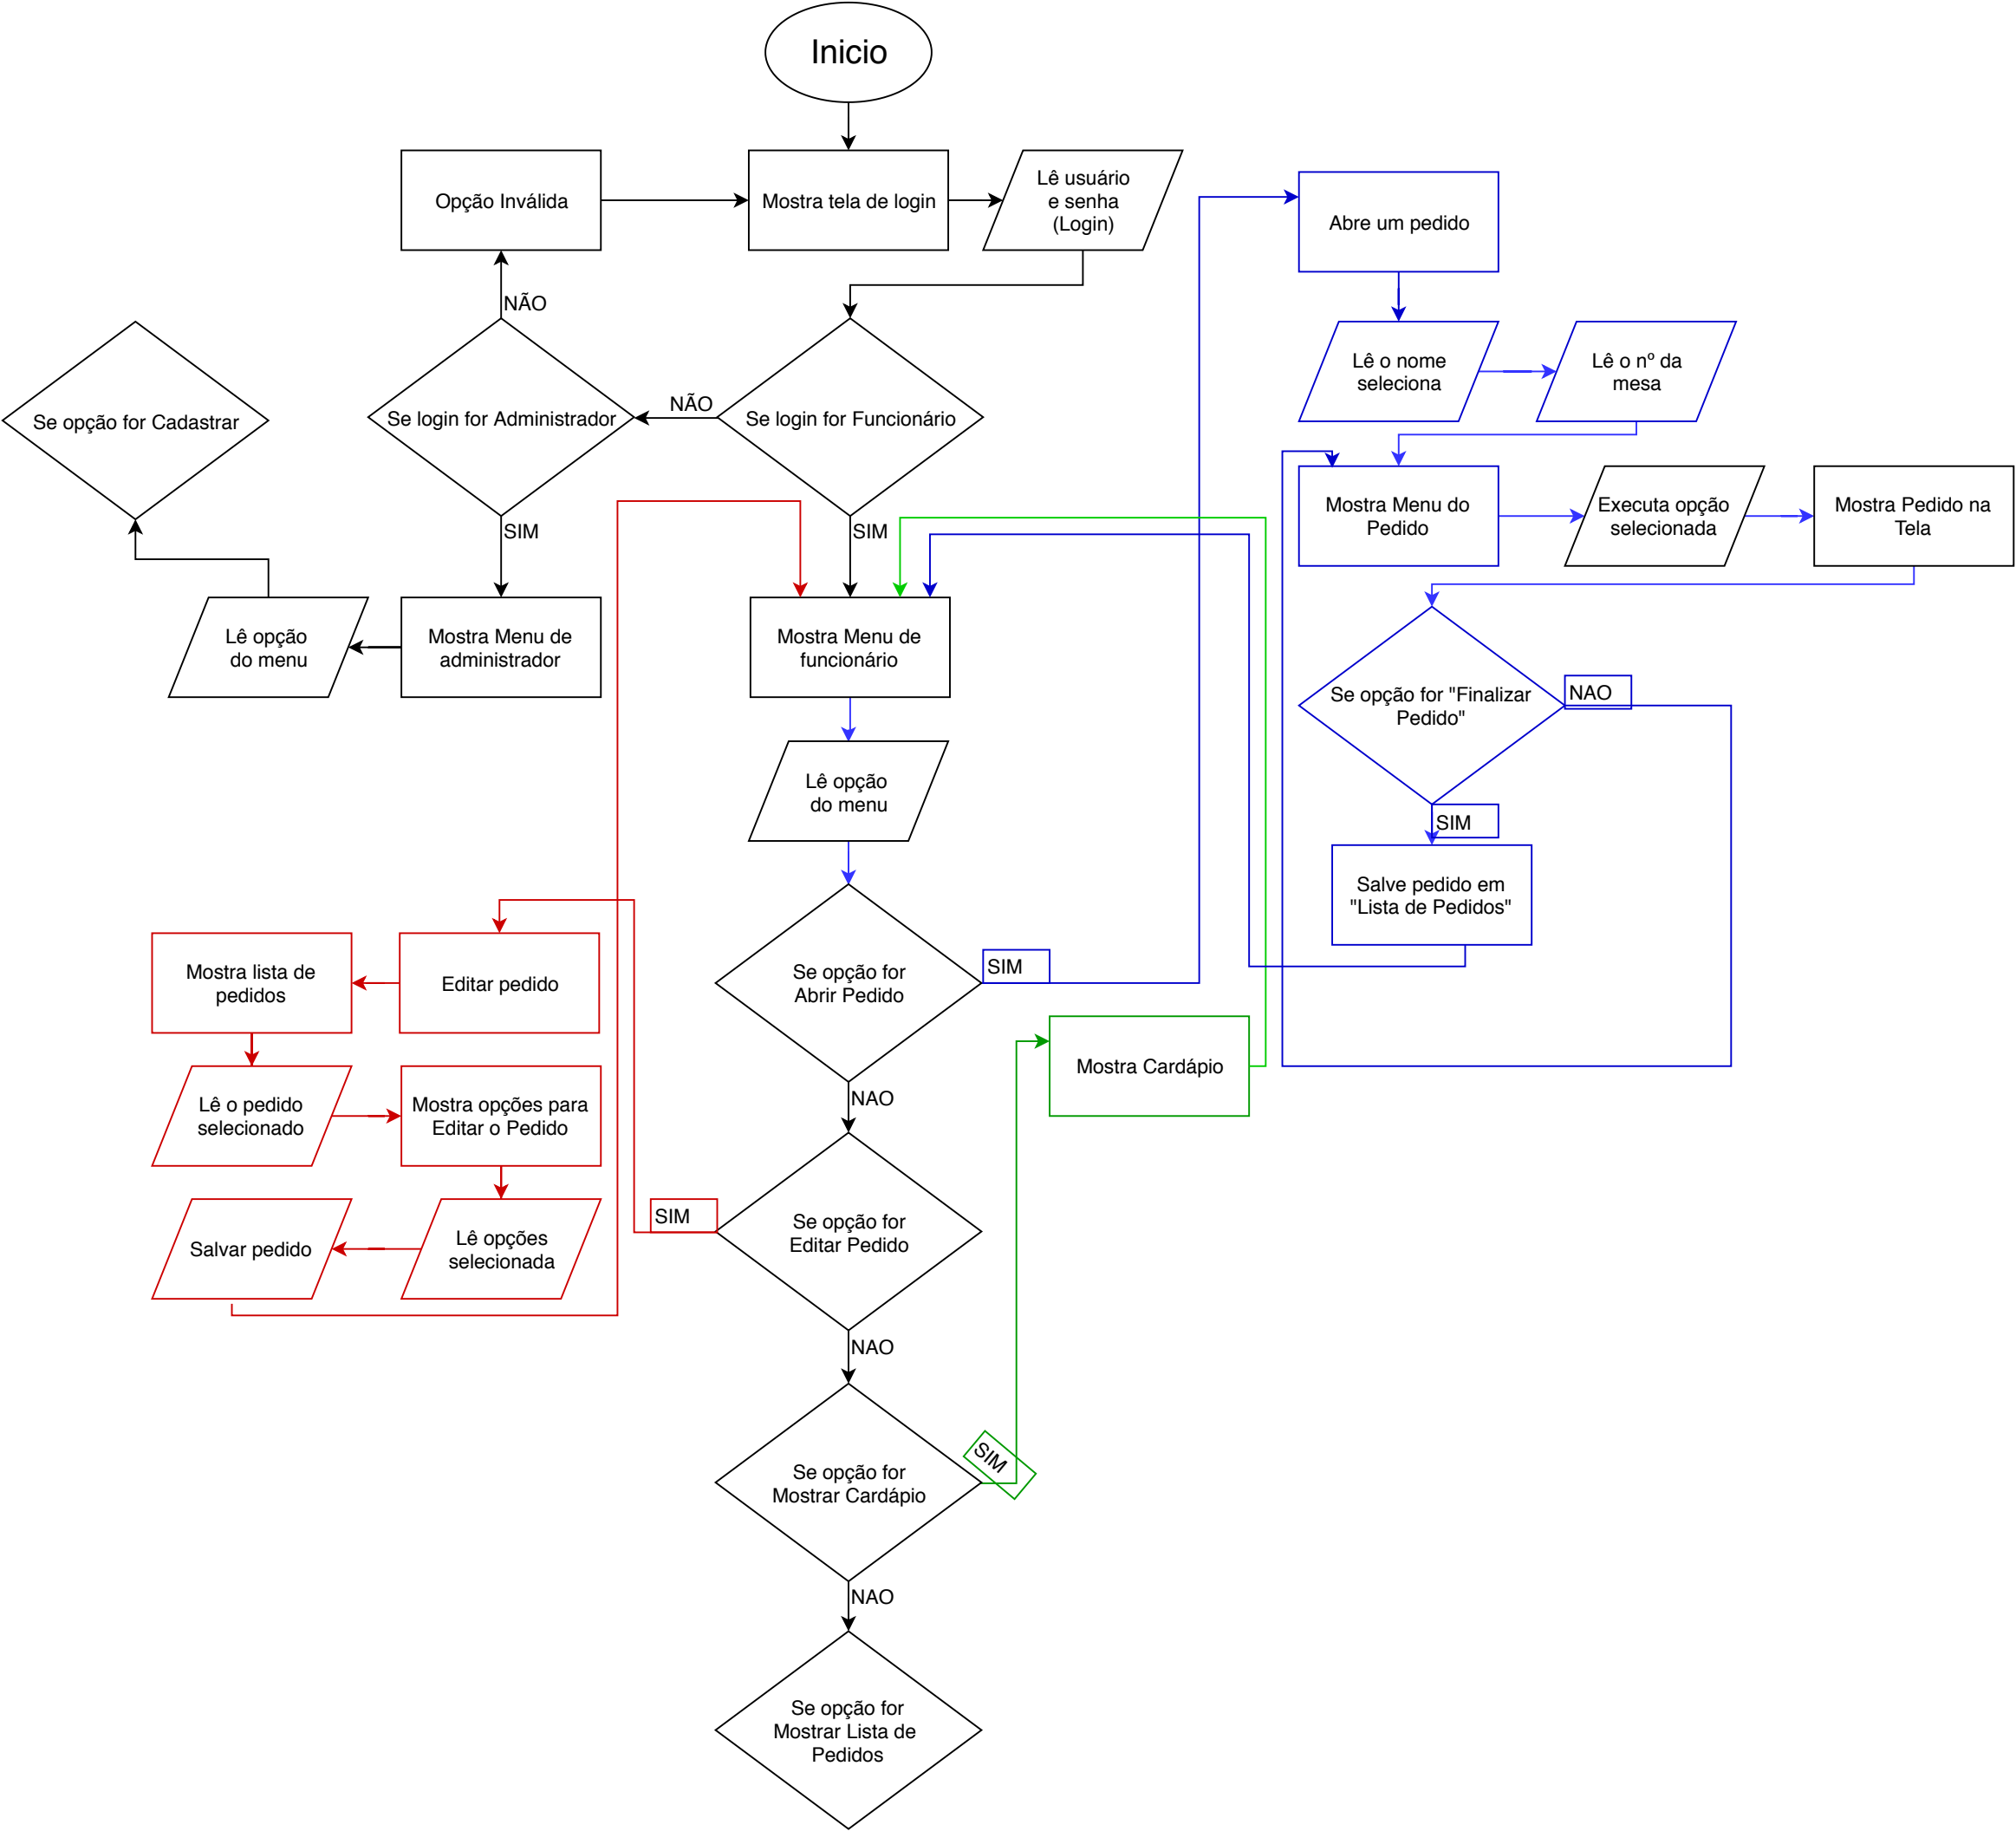 Inicio
Opção Inválida
Mostra tela de login
Lê usuário
e senha
(Login)
Abre um pedido
NÃO
Lê o nome
seleciona
Lê o nº da
mesa
Se opção for Cadastrar
Se login for Administrador
NÃO
Se login for Funcionário
SIM
SIM
Mostra Menu do
Pedido
Executa opção
selecionada
Mostra Pedido na
Tela
Lê opção
do menu
Mostra Menu de
administrador
Mostra Menu de
funcionário
Se opção for "Finalizar
Pedido"
NAO
Lê opção
do menu
SIM
Salve pedido em
"Lista de Pedidos"
Mostra lista de
pedidos
Editar pedido
Se opção for
Abrir Pedido
SIM
Mostra Cardápio
NAO
Lê o pedido
selecionado
Mostra opções para
Editar o Pedido
Salvar pedido
Lê opções
selecionada
SIM
Se opção for
Editar Pedido
NAO
Se opção for
Mostrar Cardápio
SIM
NAO
Se opção for
Mostrar Lista de
Pedidos